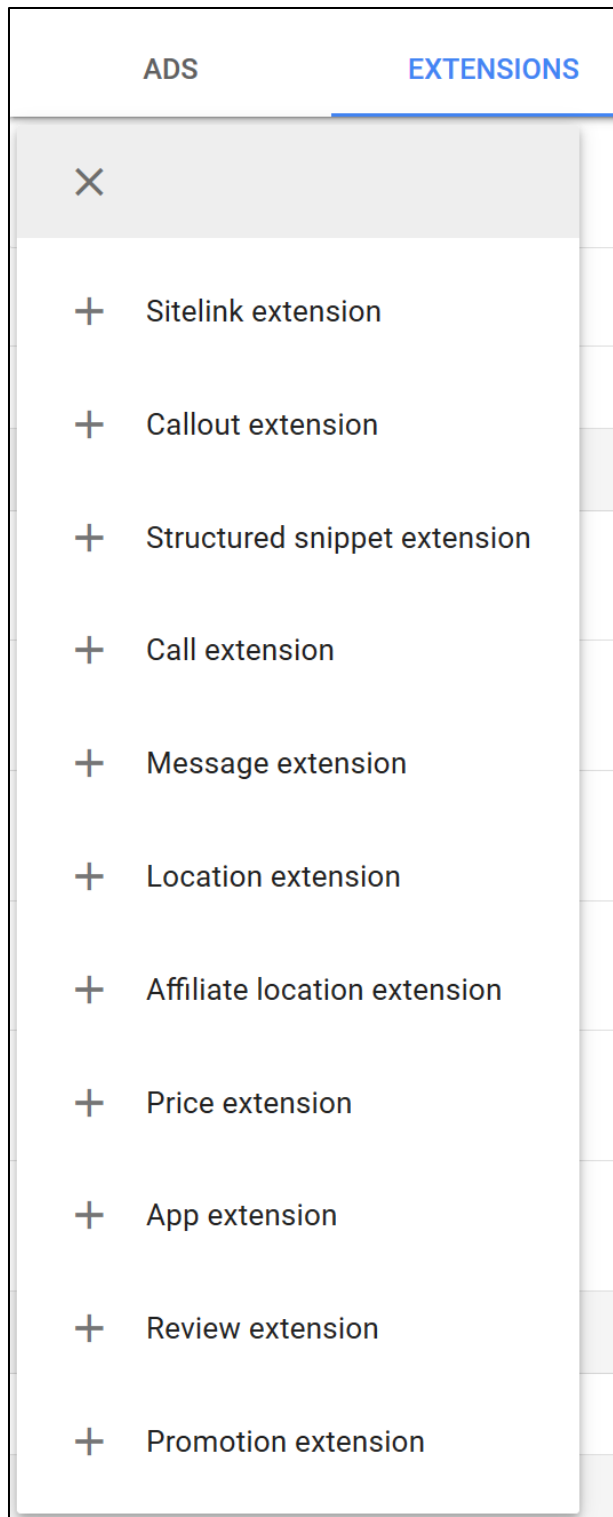 ADS EXTENSIONS
Sitelink extension
Callout extension
Structured snippet extension
Call extension
Message extension
Location extension
Affiliate location extension
Price extension
App extension
Review extension
Promotion extension